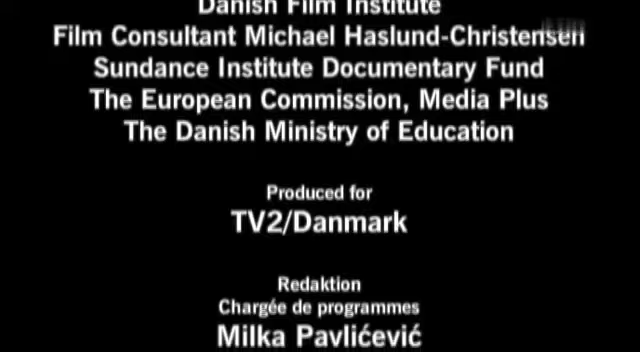 Danish Film Institute
Film Consultant Michael Haslund-Christensen
Sundance Institute Documentary Fund
The European Commission, Media Plus
The Danish Ministry of Education
Produced for
TV2/Danmark
Redaktion
Chargée de programmes
Milka Pavlićević